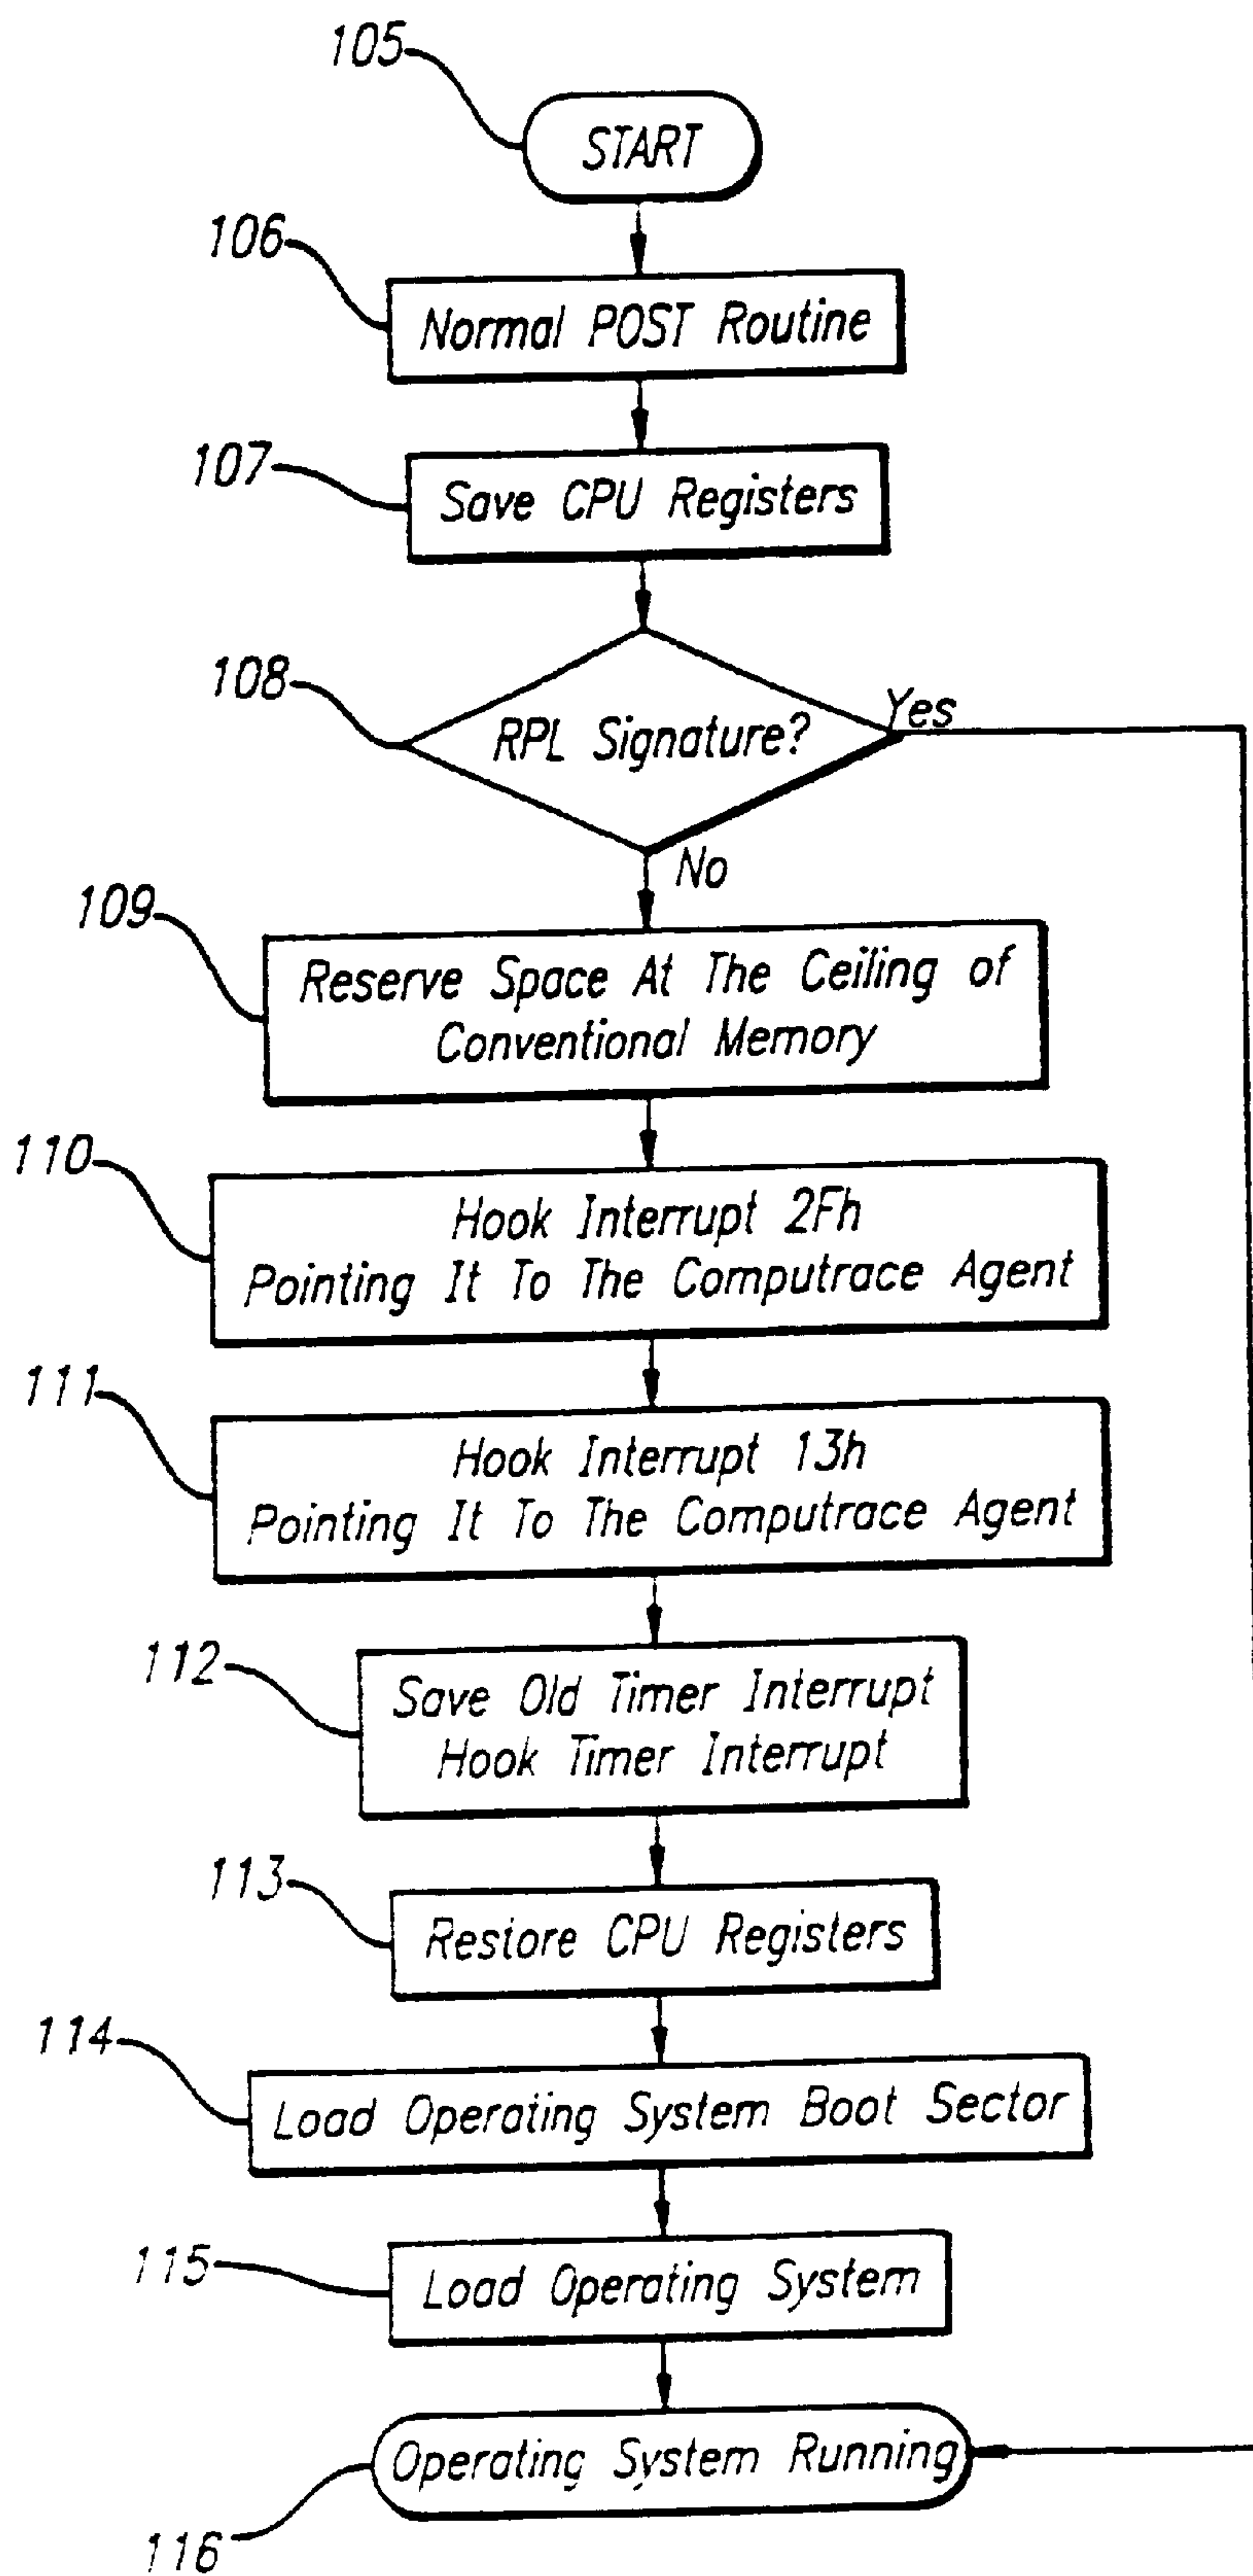 105
START
106
Normal POST Routine
107
Save CPU Registers
108
RPL Signature?
Yes
No
109
Reserve Space At The Ceiling of
Conventional Memory
110
Hook Interrupt 2Fh
Pointing It To The Computrace Agent
111
Hook Interrupt 13h
Pointing It To The Computrace Agent
112
Save Old Timer Interrupt
Hook Timer Interrupt
113
Restore CPU Registers
114
Load Operating System Boot Sector
115
Load Operating System
Operating System Running
116